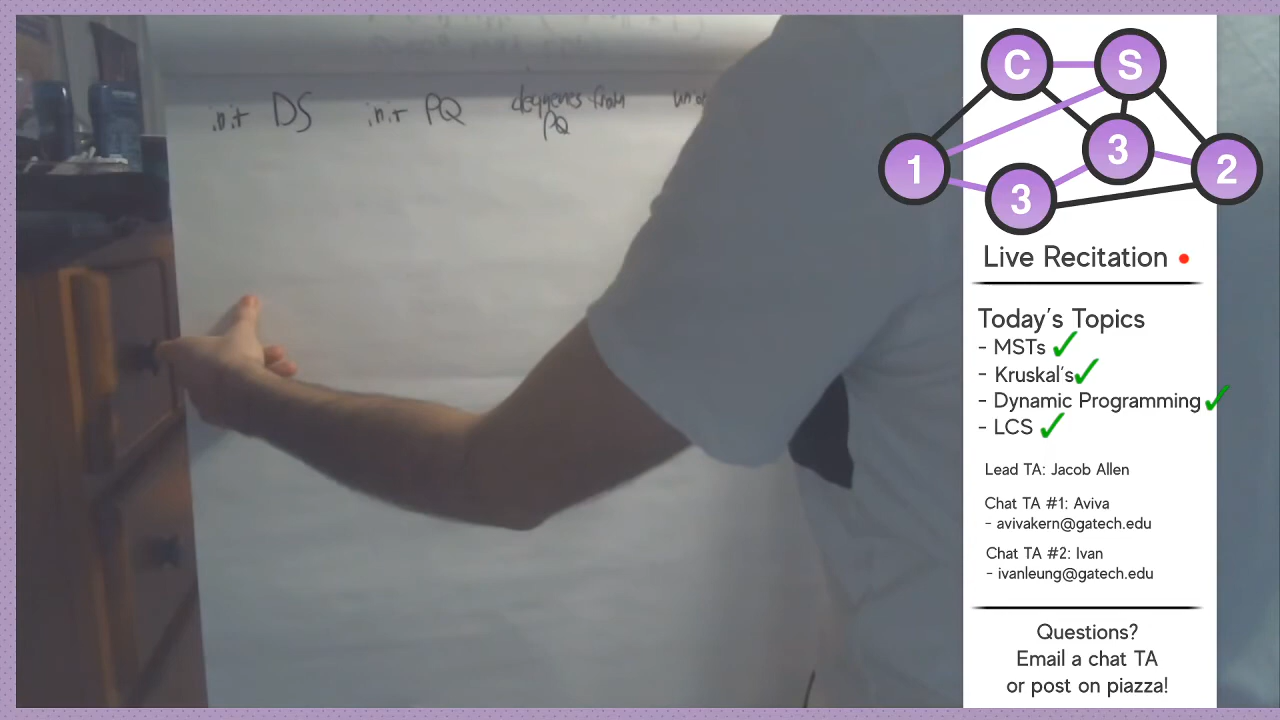 init DS init PQ deqqenes from
PQ
C
S
1
3
3
2
Live Recitation
Today's Topics
- MSTs
- Kruskal's
- Dynamic Programming
- LCS
Lead TA: Jacob Allen
Chat TA #1: Aviva
- avivakern@gatech.edu
Chat TA #2: Ivan
- ivanleung@gatech.edu
Questions?
Email a chat TA
or post on piazza!